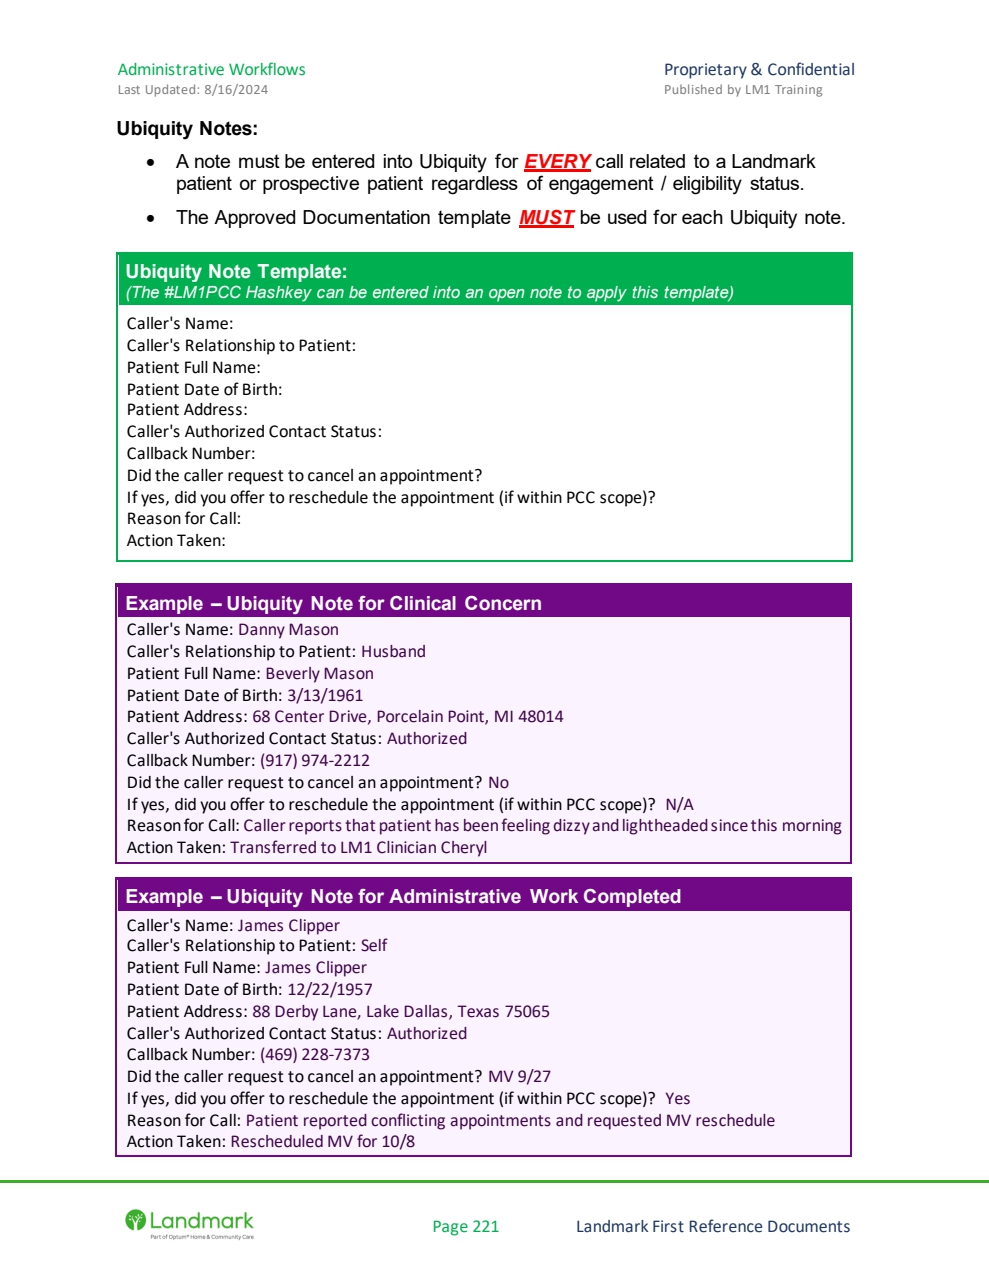 Administrative Workflows
Proprietary & Confidential
Last Updated: 8/16/2024
Published by LM1 Training
Ubiquity Notes:
• A note must be entered into Ubiquity for EVERY call related to a Landmark
patient or prospective patient regardless of engagement / eligibility status.
• The Approved Documentation template MUST be used for each Ubiquity note.
Ubiquity Note Template:
(The #LM1PCC Hashkey can be entered into an open note to apply this template)
Caller's Name:
Caller's Relationship to Patient:
Patient Full Name:
Patient Date of Birth:
Patient Address:
Caller's Authorized Contact Status:
Callback Number:
Did the caller request to cancel an appointment?
If yes, did you offer to reschedule the appointment (if within PCC scope)?
Reason for Call:
Action Taken:
Example – Ubiquity Note for Clinical Concern
Caller's Name: Danny Mason
Caller's Relationship to Patient: Husband
Patient Full Name: Beverly Mason
Patient Date of Birth: 3/13/1961
Patient Address: 68 Center Drive, Porcelain Point, MI 48014
Caller's Authorized Contact Status: Authorized
Callback Number: (917) 974-2212
Did the caller request to cancel an appointment? No
If yes, did you offer to reschedule the appointment (if within PCC scope)? N/A
Reason for Call: Caller reports that patient has been feeling dizzy and lightheaded since this morning
Action Taken: Transferred to LM1 Clinician Cheryl
Example – Ubiquity Note for Administrative Work Completed
Caller's Name: James Clipper
Caller's Relationship to Patient: Self
Patient Full Name: James Clipper
Patient Date of Birth: 12/22/1957
Patient Address: 88 Derby Lane, Lake Dallas, Texas 75065
Caller's Authorized Contact Status: Authorized
Callback Number: (469) 228-7373
Did the caller request to cancel an appointment? MV 9/27
If yes, did you offer to reschedule the appointment (if within PCC scope)? Yes
Reason for Call: Patient reported conflicting appointments and requested MV reschedule
Action Taken: Rescheduled MV for 10/8
Landmark
Part of Optum® Home & Community Care
Page 221
Landmark First Reference Documents